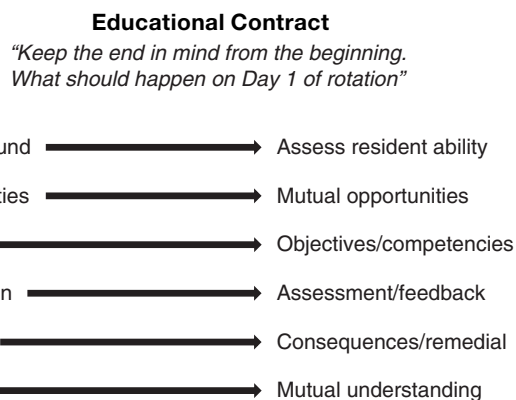 Educational Contract
“Keep the end in mind from the beginning.
What should happen on Day 1 of rotation”
Assess resident ability
Mutual opportunities
Objectives/competencies
Assessment/feedback
Consequences/remedial
Mutual understanding